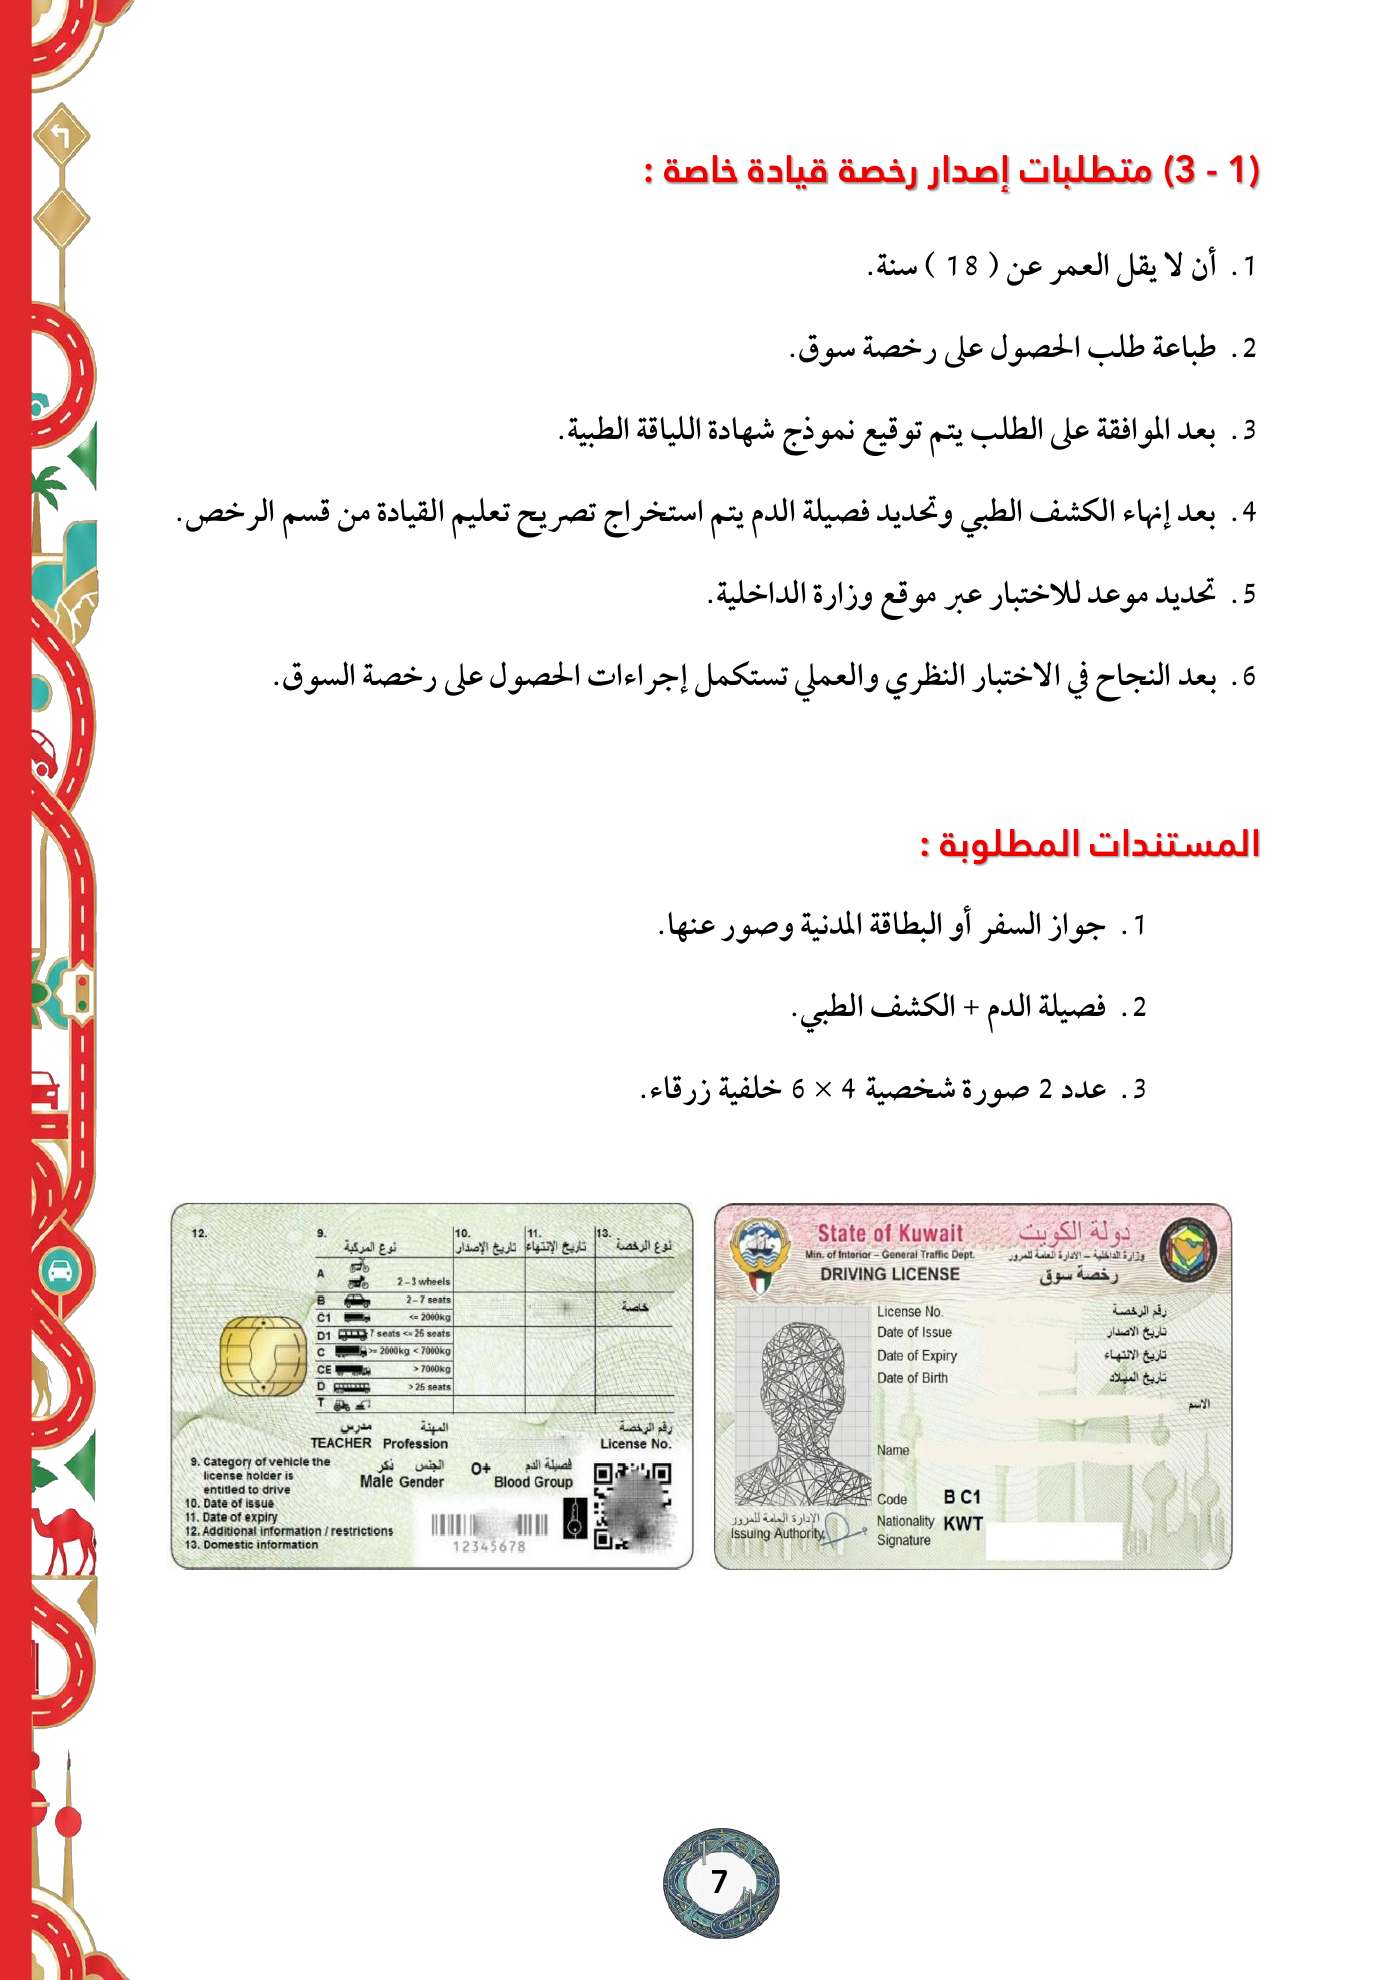 (1 - 3) متطلبات إصدار رخصة قيادة خاصة :
1. أن لا يقل العمر عن ( 18 ) سنة.
2. طباعة طلب الحصول على رخصة سوق.
3. بعد الموافقة على الطلب يتم توقيع نموذج شهادة اللياقة الطبية.
4. بعد إنهاء الكشف الطبي وتحديد فصيلة الدم يتم استخراج تصريح تعليم القيادة من قسم الرخص.
5. تحديد موعد للاختبار عبر موقع وزارة الداخلية.
6. بعد النجاح في الاختبار النظري والعملي تستكمل إجراءات الحصول على رخصة السوق.
المستندات المطلوبة :
1. جواز السفر أو البطاقة المدنية وصور عنها.
2. فصيلة الدم + الكشف الطبي.
3. عدد 2 صورة شخصية 4 × 6 خلفية زرقاء.
State of Kuwait دولة الكويت
Min. of Interior – General Traffic Dept. وزارة الداخلية – الادارة العامة للمرور
DRIVING LICENSE رخصة سوق
License No. رقم الرخصة
Date of Issue تاريخ الاصدار
Date of Expiry تاريخ الانتهاء
Date of Birth تاريخ الميلاد
الاسم
Name
Code B C1
Nationality KWT
Signature
الإدارة العامة للمرور
Issuing Authority
12. 9. نوع المركبة 10. تاريخ الإصدار 11. تاريخ الإنتهاء 13. نوع الرخصة
A 2 – 3 wheels
B 2 – 7 seats خاصة
C1 <= 2000kg
D1 7 seats <= 25 seats
C >= 2000kg < 7000kg
CE > 7000kg
D > 25 seats
T
مدرس المهنة رقم الرخصة
TEACHER Profession License No.
ذكر الجنس فصيلة الدم
Male Gender O+ Blood Group
9. Category of vehicle the
license holder is
entitled to drive
10. Date of issue
11. Date of expiry
12. Additional information / restrictions
13. Domestic information
12345678
7